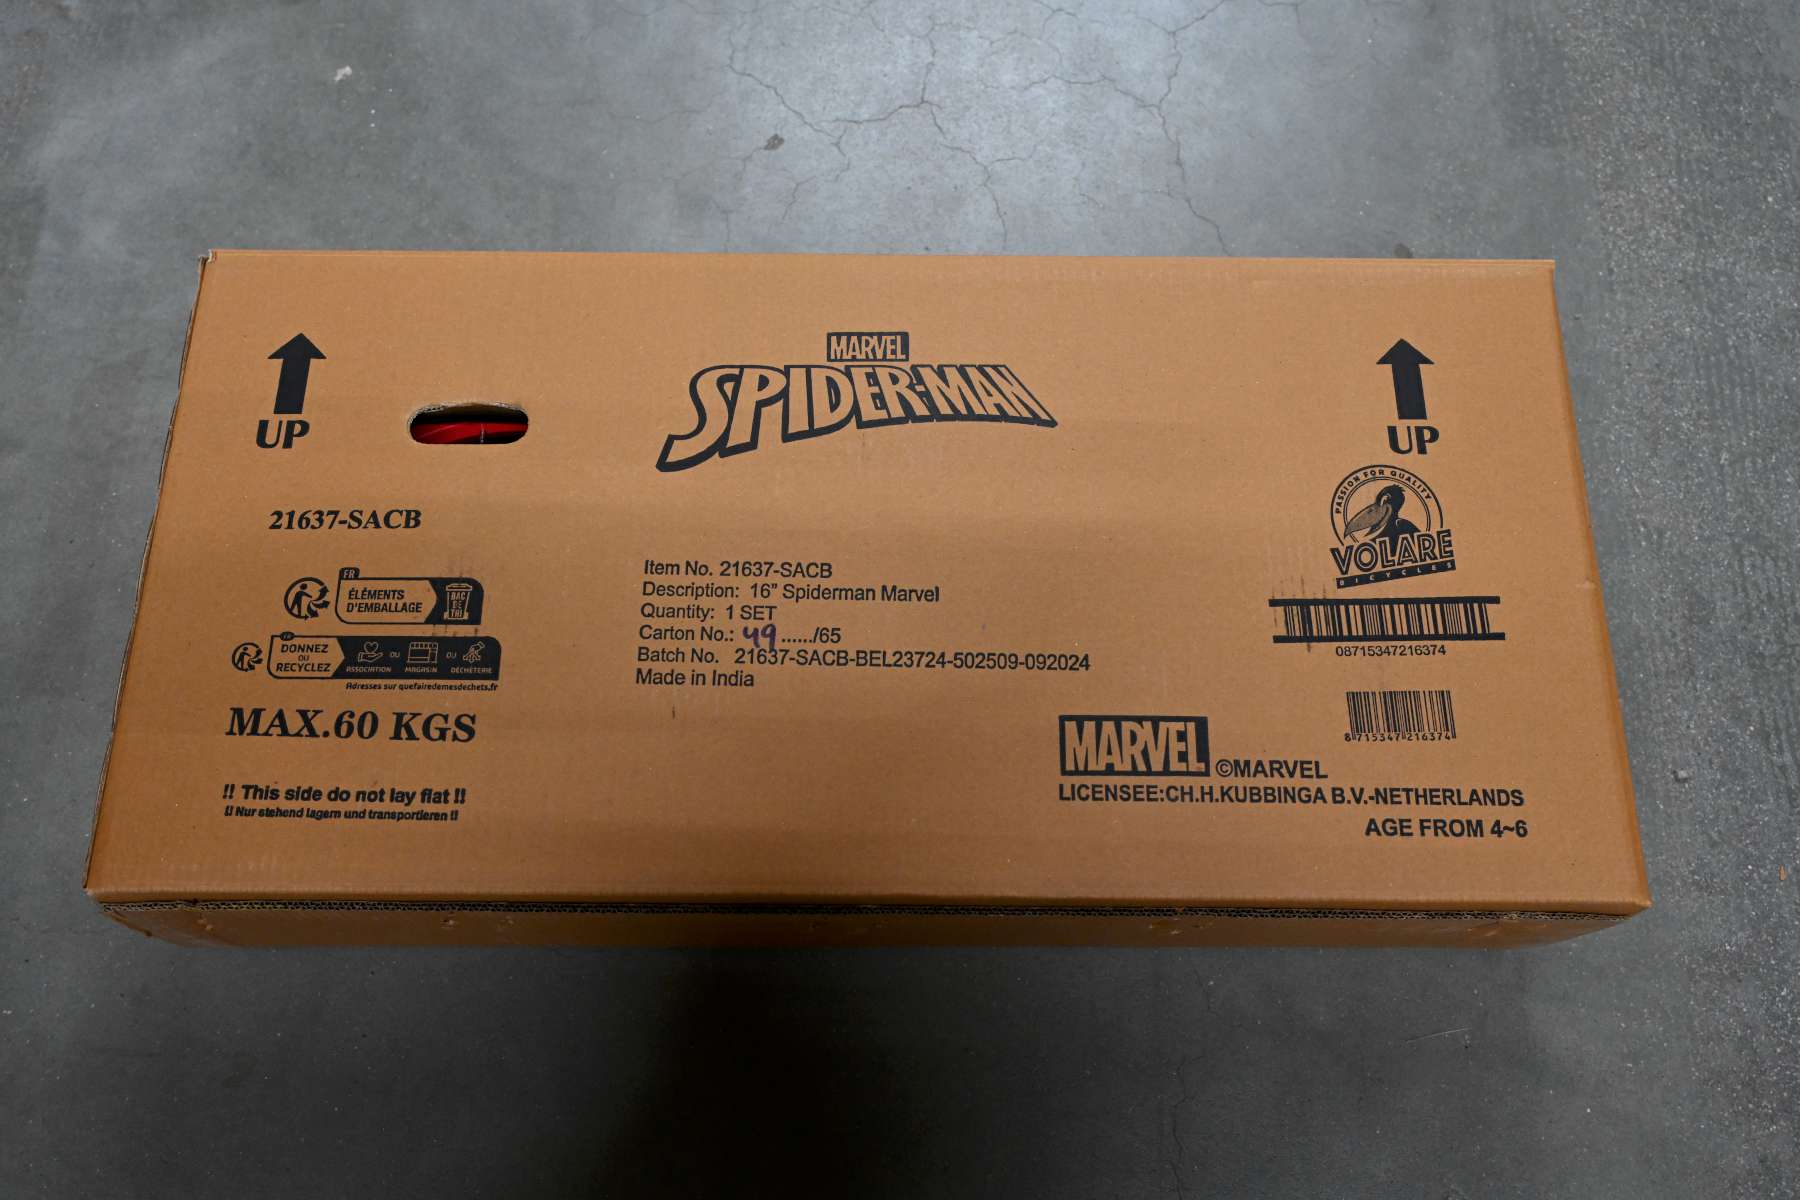 MARVEL
SPIDER-MAN
UP
UP
PASSION FOR QUALITY
VOLARE
BICYCLES
21637-SACB
FR
ÉLÉMENTS
D'EMBALLAGE
BAC
DE
TRI
FR
DONNEZ
OU
RECYCLEZ
ASSOCIATION
OU
MAGASIN
OU
DÉCHÈTERIE
Adresses sur quefairedemesdechets.fr
MAX.60 KGS
!! This side do not lay flat !!
!! Nur stehend lagern und transportieren !!
Item No. 21637-SACB
Description: 16" Spiderman Marvel
Quantity: 1 SET
Carton No.: 49....../65
Batch No. 21637-SACB-BEL23724-502509-092024
Made in India
08715347216374
8 715347 216374
MARVEL ©MARVEL
LICENSEE:CH.H.KUBBINGA B.V.-NETHERLANDS
AGE FROM 4~6